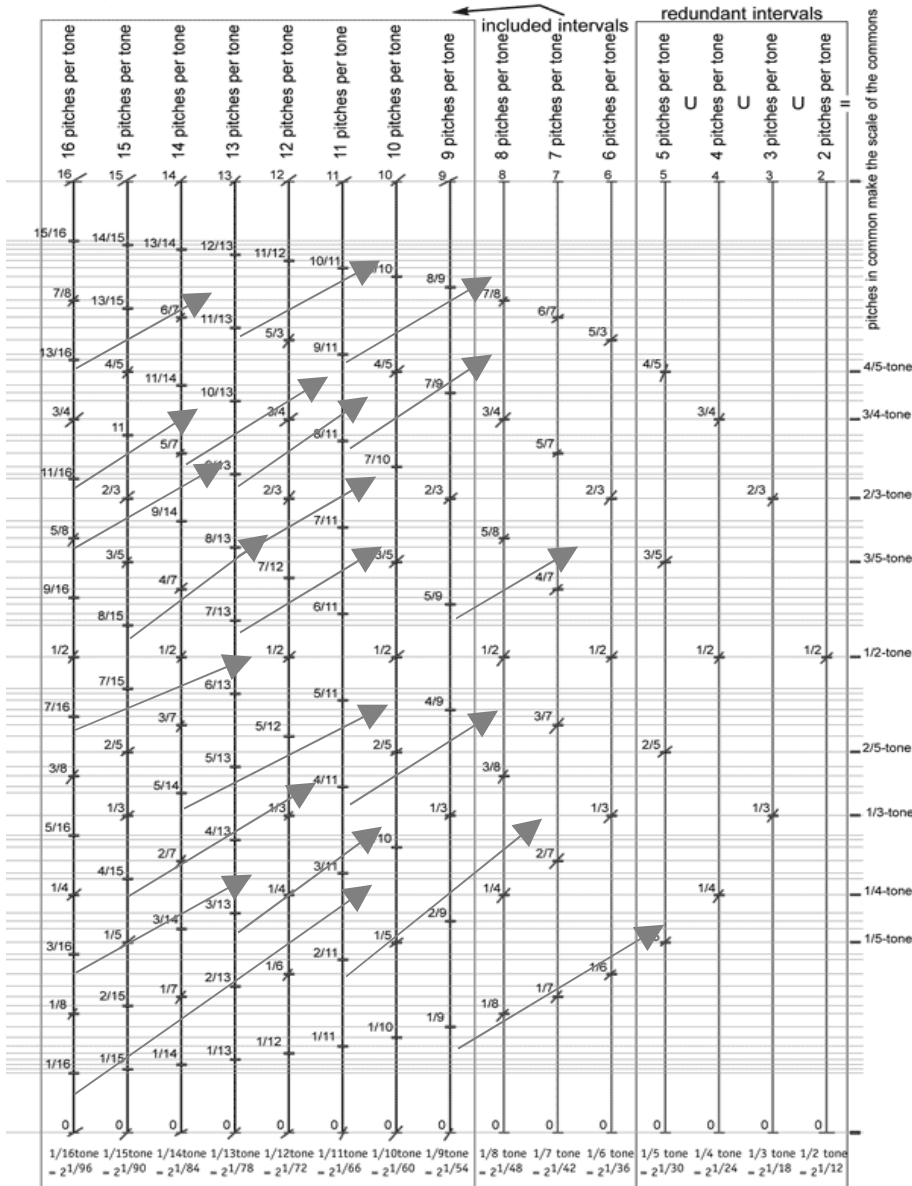 redundant intervals
included intervals
16 pitches per tone
15 pitches per tone
14 pitches per tone
13 pitches per tone
12 pitches per tone
11 pitches per tone
10 pitches per tone
9 pitches per tone
8 pitches per tone
7 pitches per tone
6 pitches per tone
5 pitches per tone
⊂
4 pitches per tone
⊂
3 pitches per tone
⊂
2 pitches per tone
=
pitches in common make the scale of the commons
16 15 14 13 12 11 10 9 8 7 6 5 4 3 2
15/16 14/15 13/14 12/13 11/12 10/11 /10 8/9
7/8 13/15 6/7 11/13 5/3 9/11 4/5 7/9 7/8 6/7 5/3
13/16 4/5 11/14 10/13 3/4 8/11 7/10 4/5 4/5-tone
3/4 11 5/7 /13 2/3 7/11 3/5 2/3 3/4 5/7 2/3 3/4 3/4-tone
11/16 2/3 9/14 8/13 7/12 6/11 5/9 5/8 4/7 2/3 2/3-tone
5/8 3/5 4/7 7/13 3/5 3/5-tone
9/16 8/15
1/2 1/2 1/2 1/2 1/2 1/2 1/2 1/2 1/2-tone
7/16 7/15 3/7 6/13 5/12 5/11 2/5 4/9 3/8 3/7 2/5 2/5-tone
3/8 2/5 5/14 5/13 1/3 4/11 10 1/3 1/3 1/3 1/3-tone
5/16 1/3 2/7 4/13 1/4 3/11 1/5 2/9 1/4 2/7 1/4 1/4-tone
1/4 4/15 3/14 3/13 1/6 2/11 1/6 1/5-tone
3/16 1/5 1/7 2/13 1/8 1/7
1/8 2/15
1/16 1/15 1/14 1/13 1/12 1/11 1/10 1/9
0 0 0 0 0 0 0 0 0 0 0 0 0 0 0
1/16tone 1/15tone 1/14tone 1/13tone 1/12tone 1/11tone 1/10tone 1/9tone 1/8 tone 1/7 tone 1/6 tone 1/5 tone 1/4 tone 1/3 tone 1/2 tone
= 2^1/96 = 2^1/90 = 2^1/84 = 2^1/78 = 2^1/72 = 2^1/66 = 2^1/60 = 2^1/54 = 2^1/48 = 2^1/42 = 2^1/36 = 2^1/30 = 2^1/24 = 2^1/18 = 2^1/12